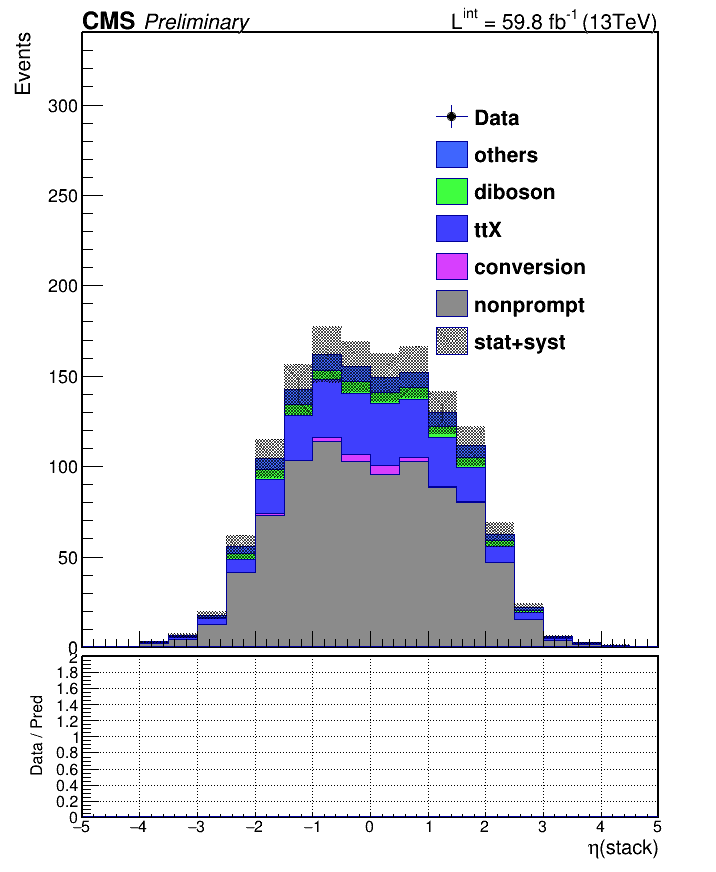 CMS Preliminary
L^int = 59.8 fb^-1 (13TeV)
Events
300
250
200
150
100
50
0
Data
others
diboson
ttX
conversion
nonprompt
stat+syst
Data / Pred
2
1.8
1.6
1.4
1.2
1
0.8
0.6
0.4
0.2
0
−5 −4 −3 −2 −1 0 1 2 3 4 5
η(stack)